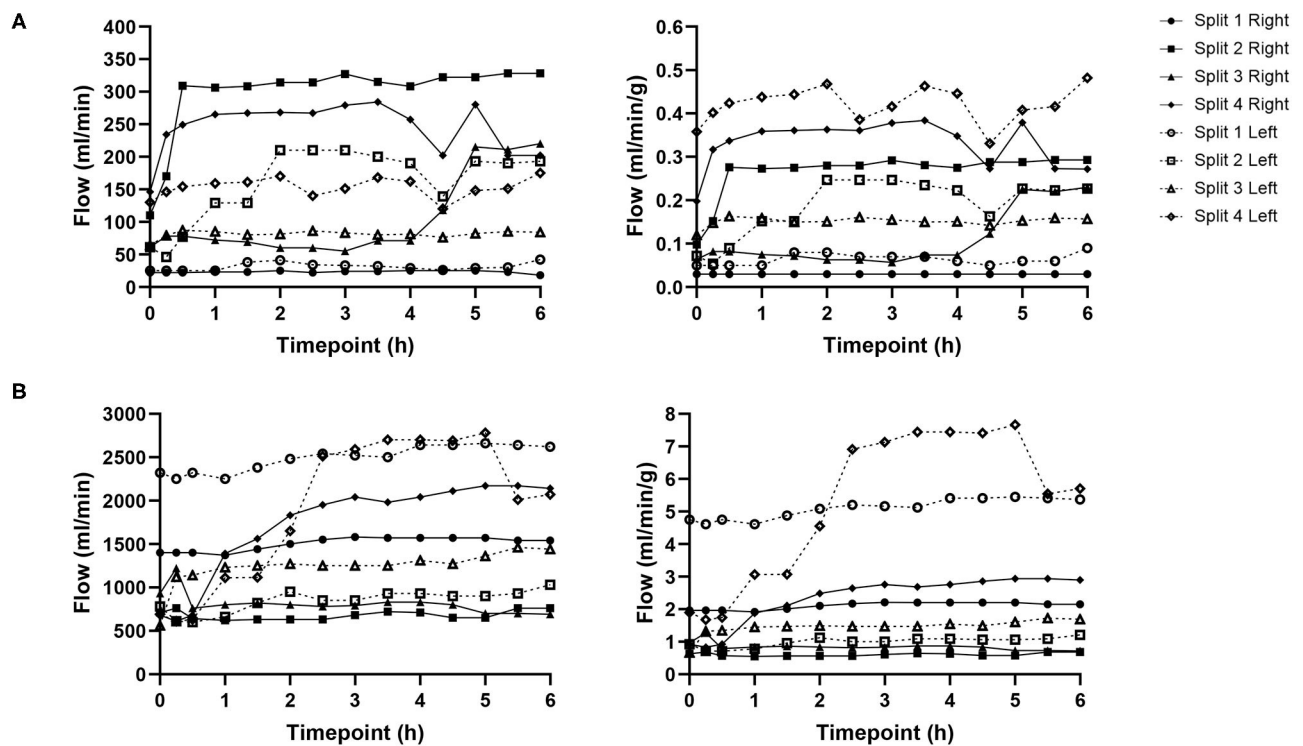 A
400
350
300
250
200
150
100
50
0
Flow (ml/min)
0 1 2 3 4 5 6
Timepoint (h)
0.6
0.5
0.4
0.3
0.2
0.1
0.0
Flow (ml/min/g)
0 1 2 3 4 5 6
Timepoint (h)
Split 1 Right
Split 2 Right
Split 3 Right
Split 4 Right
Split 1 Left
Split 2 Left
Split 3 Left
Split 4 Left
B
3000
2500
2000
1500
1000
500
0
Flow (ml/min)
0 1 2 3 4 5 6
Timepoint (h)
8
7
6
5
4
3
2
1
0
Flow (ml/min/g)
0 1 2 3 4 5 6
Timepoint (h)